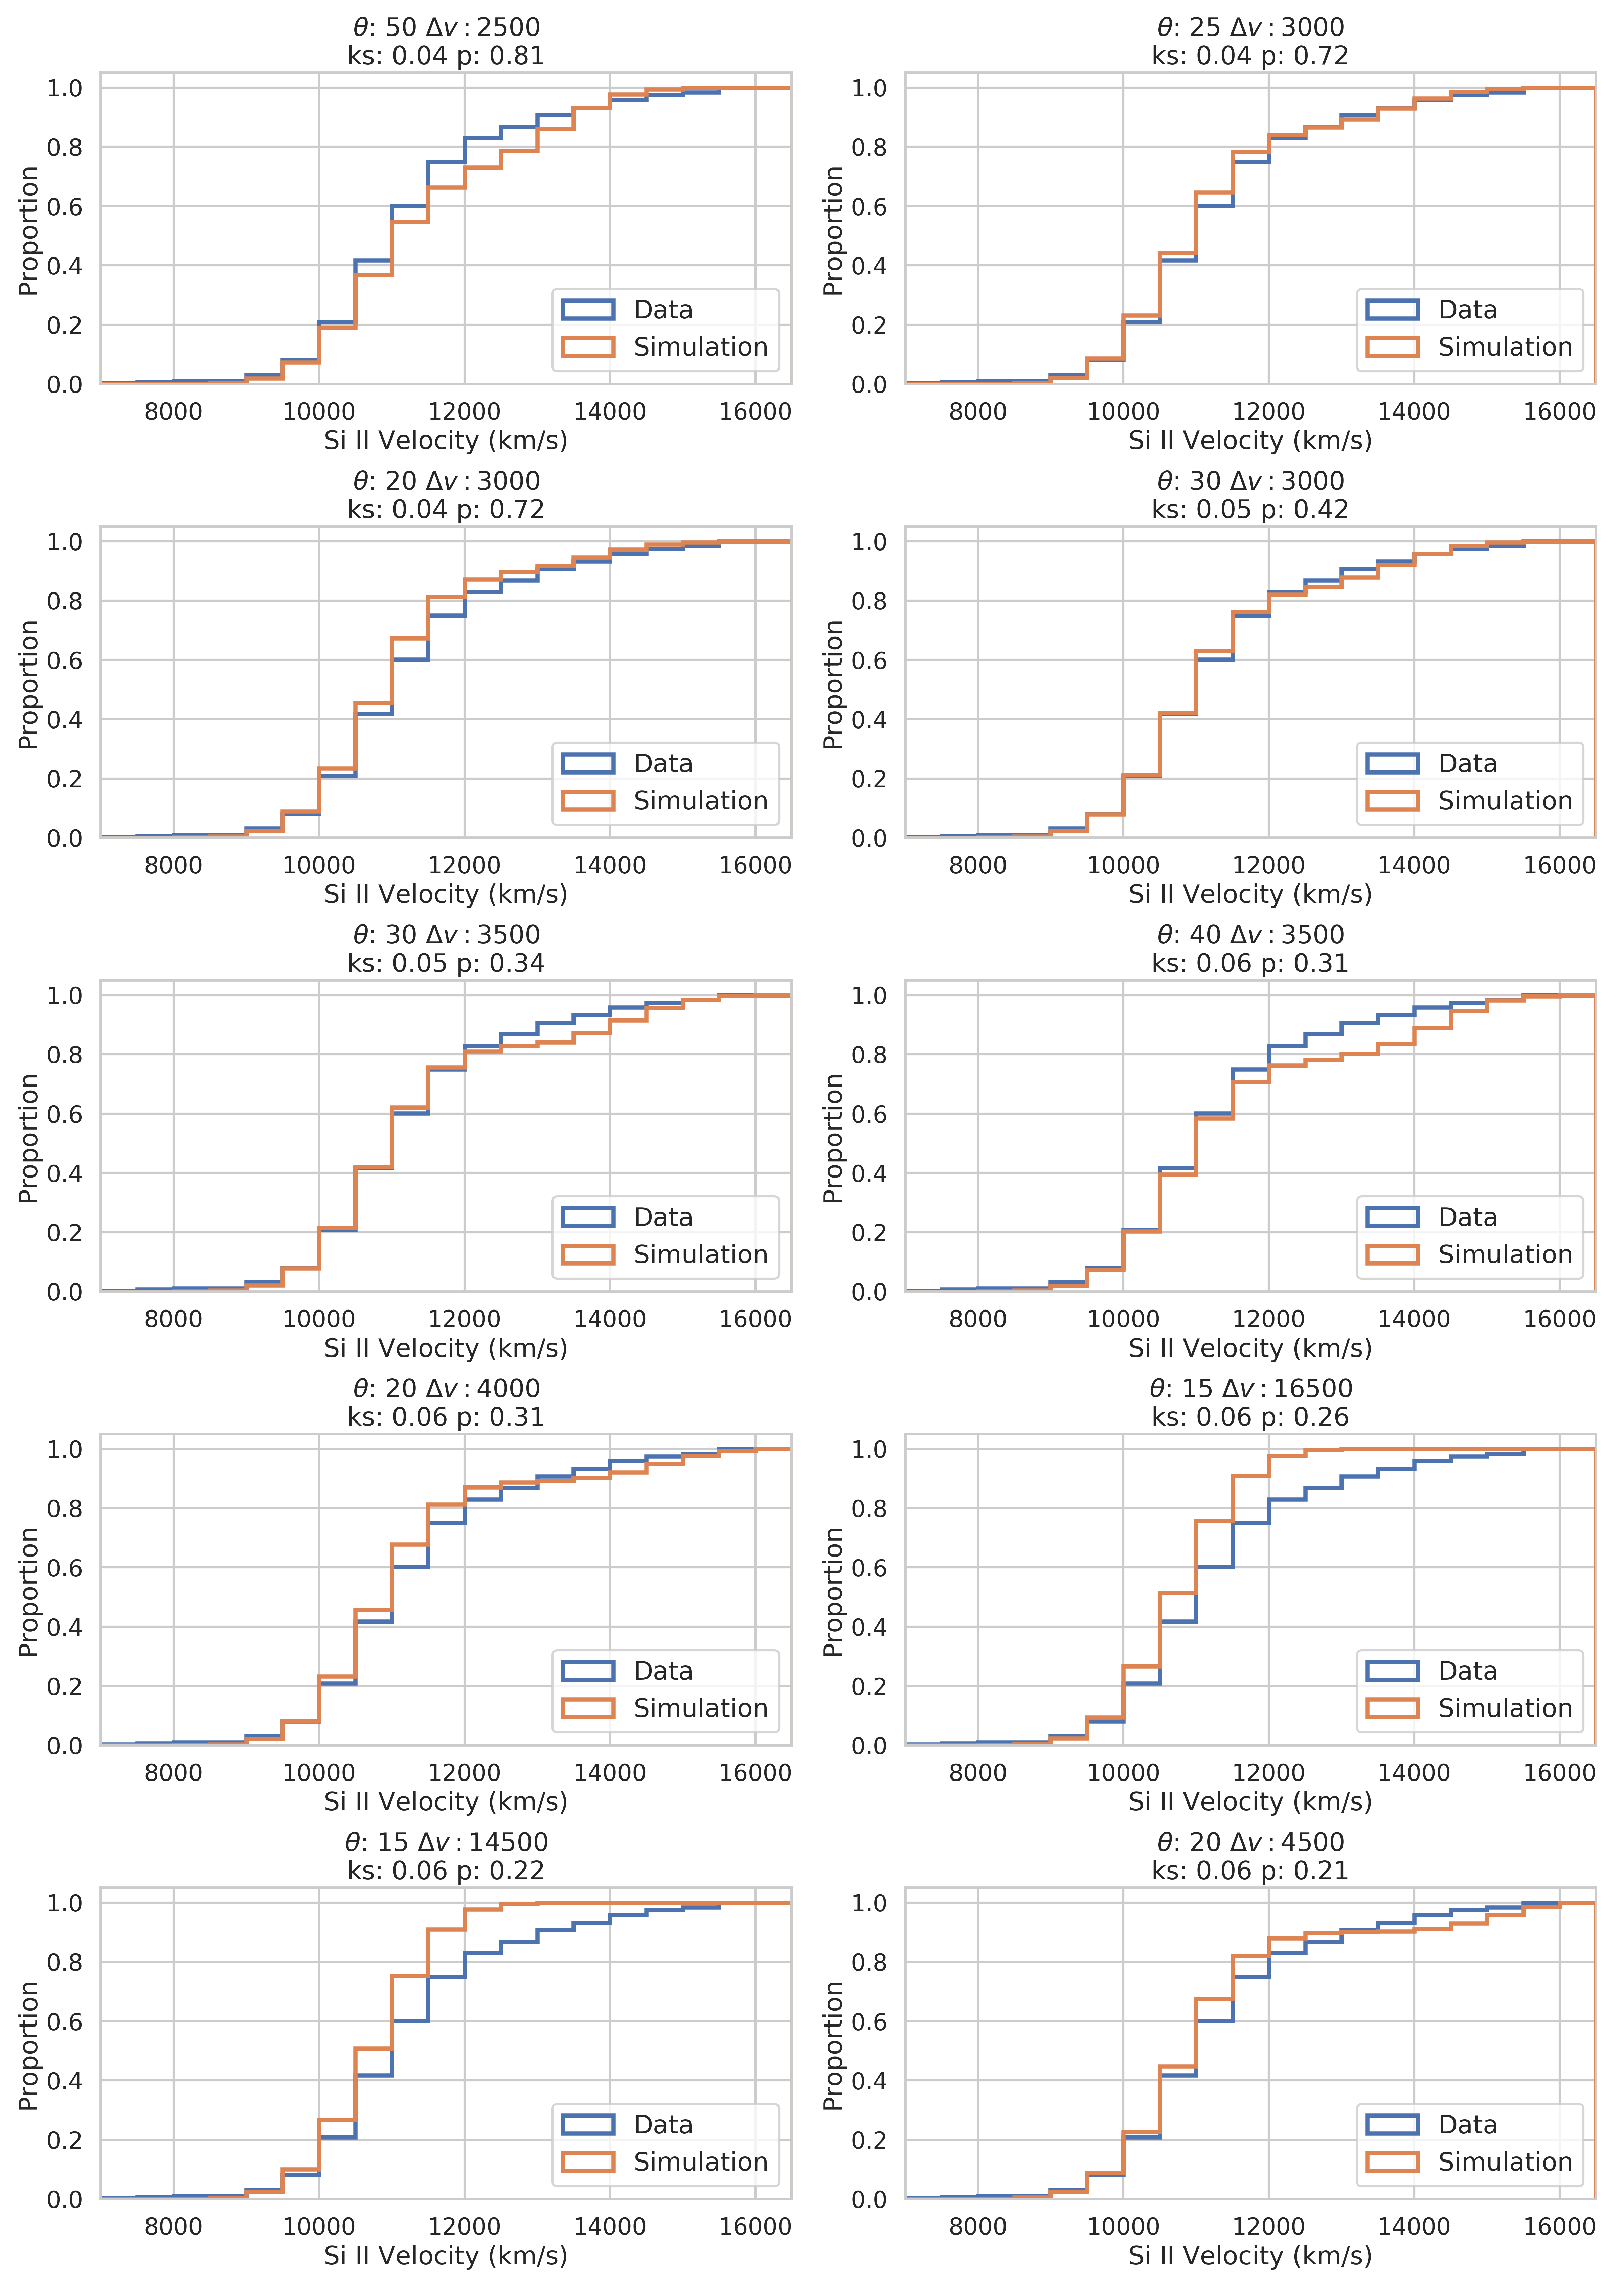 θ: 50 Δv : 2500
ks: 0.04 p: 0.81
1.0
0.8
0.6
0.4
0.2
0.0
Proportion
Data
Simulation
8000 10000 12000 14000 16000
Si II Velocity (km/s)
θ: 25 Δv : 3000
ks: 0.04 p: 0.72
1.0
0.8
0.6
0.4
0.2
0.0
Proportion
Data
Simulation
8000 10000 12000 14000 16000
Si II Velocity (km/s)
θ: 20 Δv : 3000
ks: 0.04 p: 0.72
1.0
0.8
0.6
0.4
0.2
0.0
Proportion
Data
Simulation
8000 10000 12000 14000 16000
Si II Velocity (km/s)
θ: 30 Δv : 3000
ks: 0.05 p: 0.42
1.0
0.8
0.6
0.4
0.2
0.0
Proportion
Data
Simulation
8000 10000 12000 14000 16000
Si II Velocity (km/s)
θ: 30 Δv : 3500
ks: 0.05 p: 0.34
1.0
0.8
0.6
0.4
0.2
0.0
Proportion
Data
Simulation
8000 10000 12000 14000 16000
Si II Velocity (km/s)
θ: 40 Δv : 3500
ks: 0.06 p: 0.31
1.0
0.8
0.6
0.4
0.2
0.0
Proportion
Data
Simulation
8000 10000 12000 14000 16000
Si II Velocity (km/s)
θ: 20 Δv : 4000
ks: 0.06 p: 0.31
1.0
0.8
0.6
0.4
0.2
0.0
Proportion
Data
Simulation
8000 10000 12000 14000 16000
Si II Velocity (km/s)
θ: 15 Δv : 16500
ks: 0.06 p: 0.26
1.0
0.8
0.6
0.4
0.2
0.0
Proportion
Data
Simulation
8000 10000 12000 14000 16000
Si II Velocity (km/s)
θ: 15 Δv : 14500
ks: 0.06 p: 0.22
1.0
0.8
0.6
0.4
0.2
0.0
Proportion
Data
Simulation
8000 10000 12000 14000 16000
Si II Velocity (km/s)
θ: 20 Δv : 4500
ks: 0.06 p: 0.21
1.0
0.8
0.6
0.4
0.2
0.0
Proportion
Data
Simulation
8000 10000 12000 14000 16000
Si II Velocity (km/s)